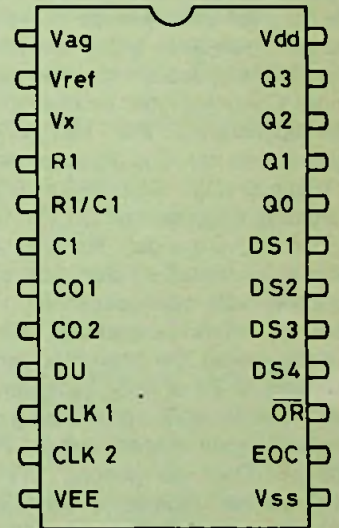 Vag Vdd
Vref Q3
Vx Q2
R1 Q1
R1/C1 Q0
C1 DS1
CO1 DS2
CO2 DS3
DU DS4
CLK 1 O̅R̅
CLK 2 EOC
VEE Vss